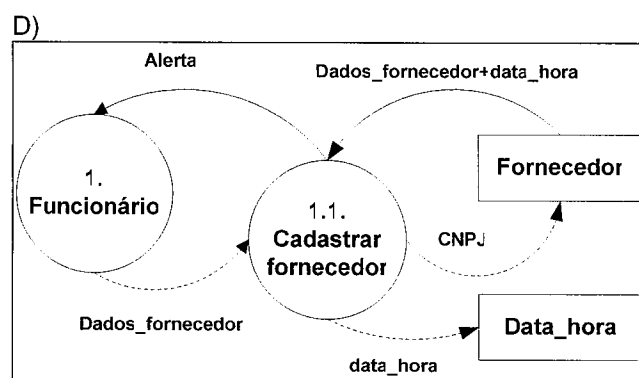 D)
Alerta
Dados_fornecedor+data_hora
1.
Funcionário
Fornecedor
1.1.
Cadastrar
fornecedor
CNPJ
Dados_fornecedor
Data_hora
data_hora